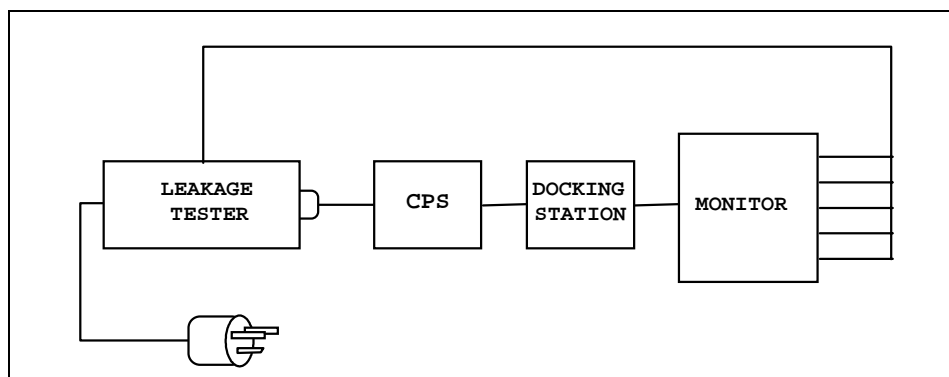 LEAKAGE
TESTER
CPS
DOCKING
STATION
MONITOR